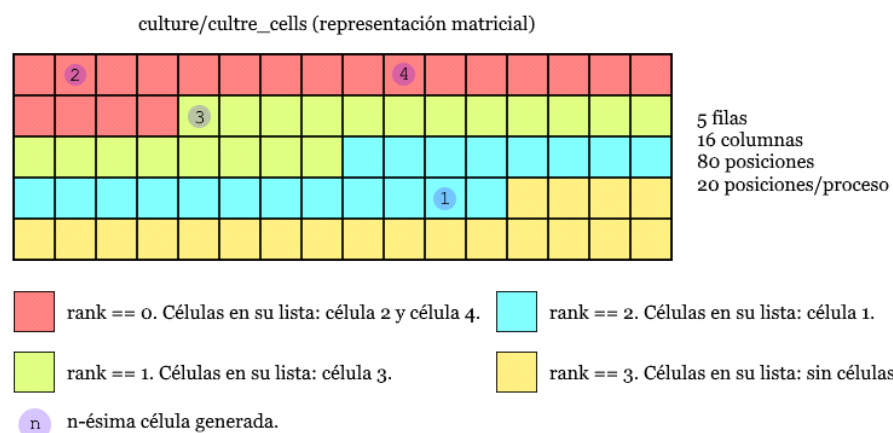 culture/cultre_cells (representación matricial)
2
4
3
1
5 filas
16 columnas
80 posiciones
20 posiciones/proceso
rank == 0. Células en su lista: célula 2 y célula 4.
rank == 2. Células en su lista: célula 1.
rank == 1. Células en su lista: célula 3.
rank == 3. Células en su lista: sin células
n
n-ésima célula generada.